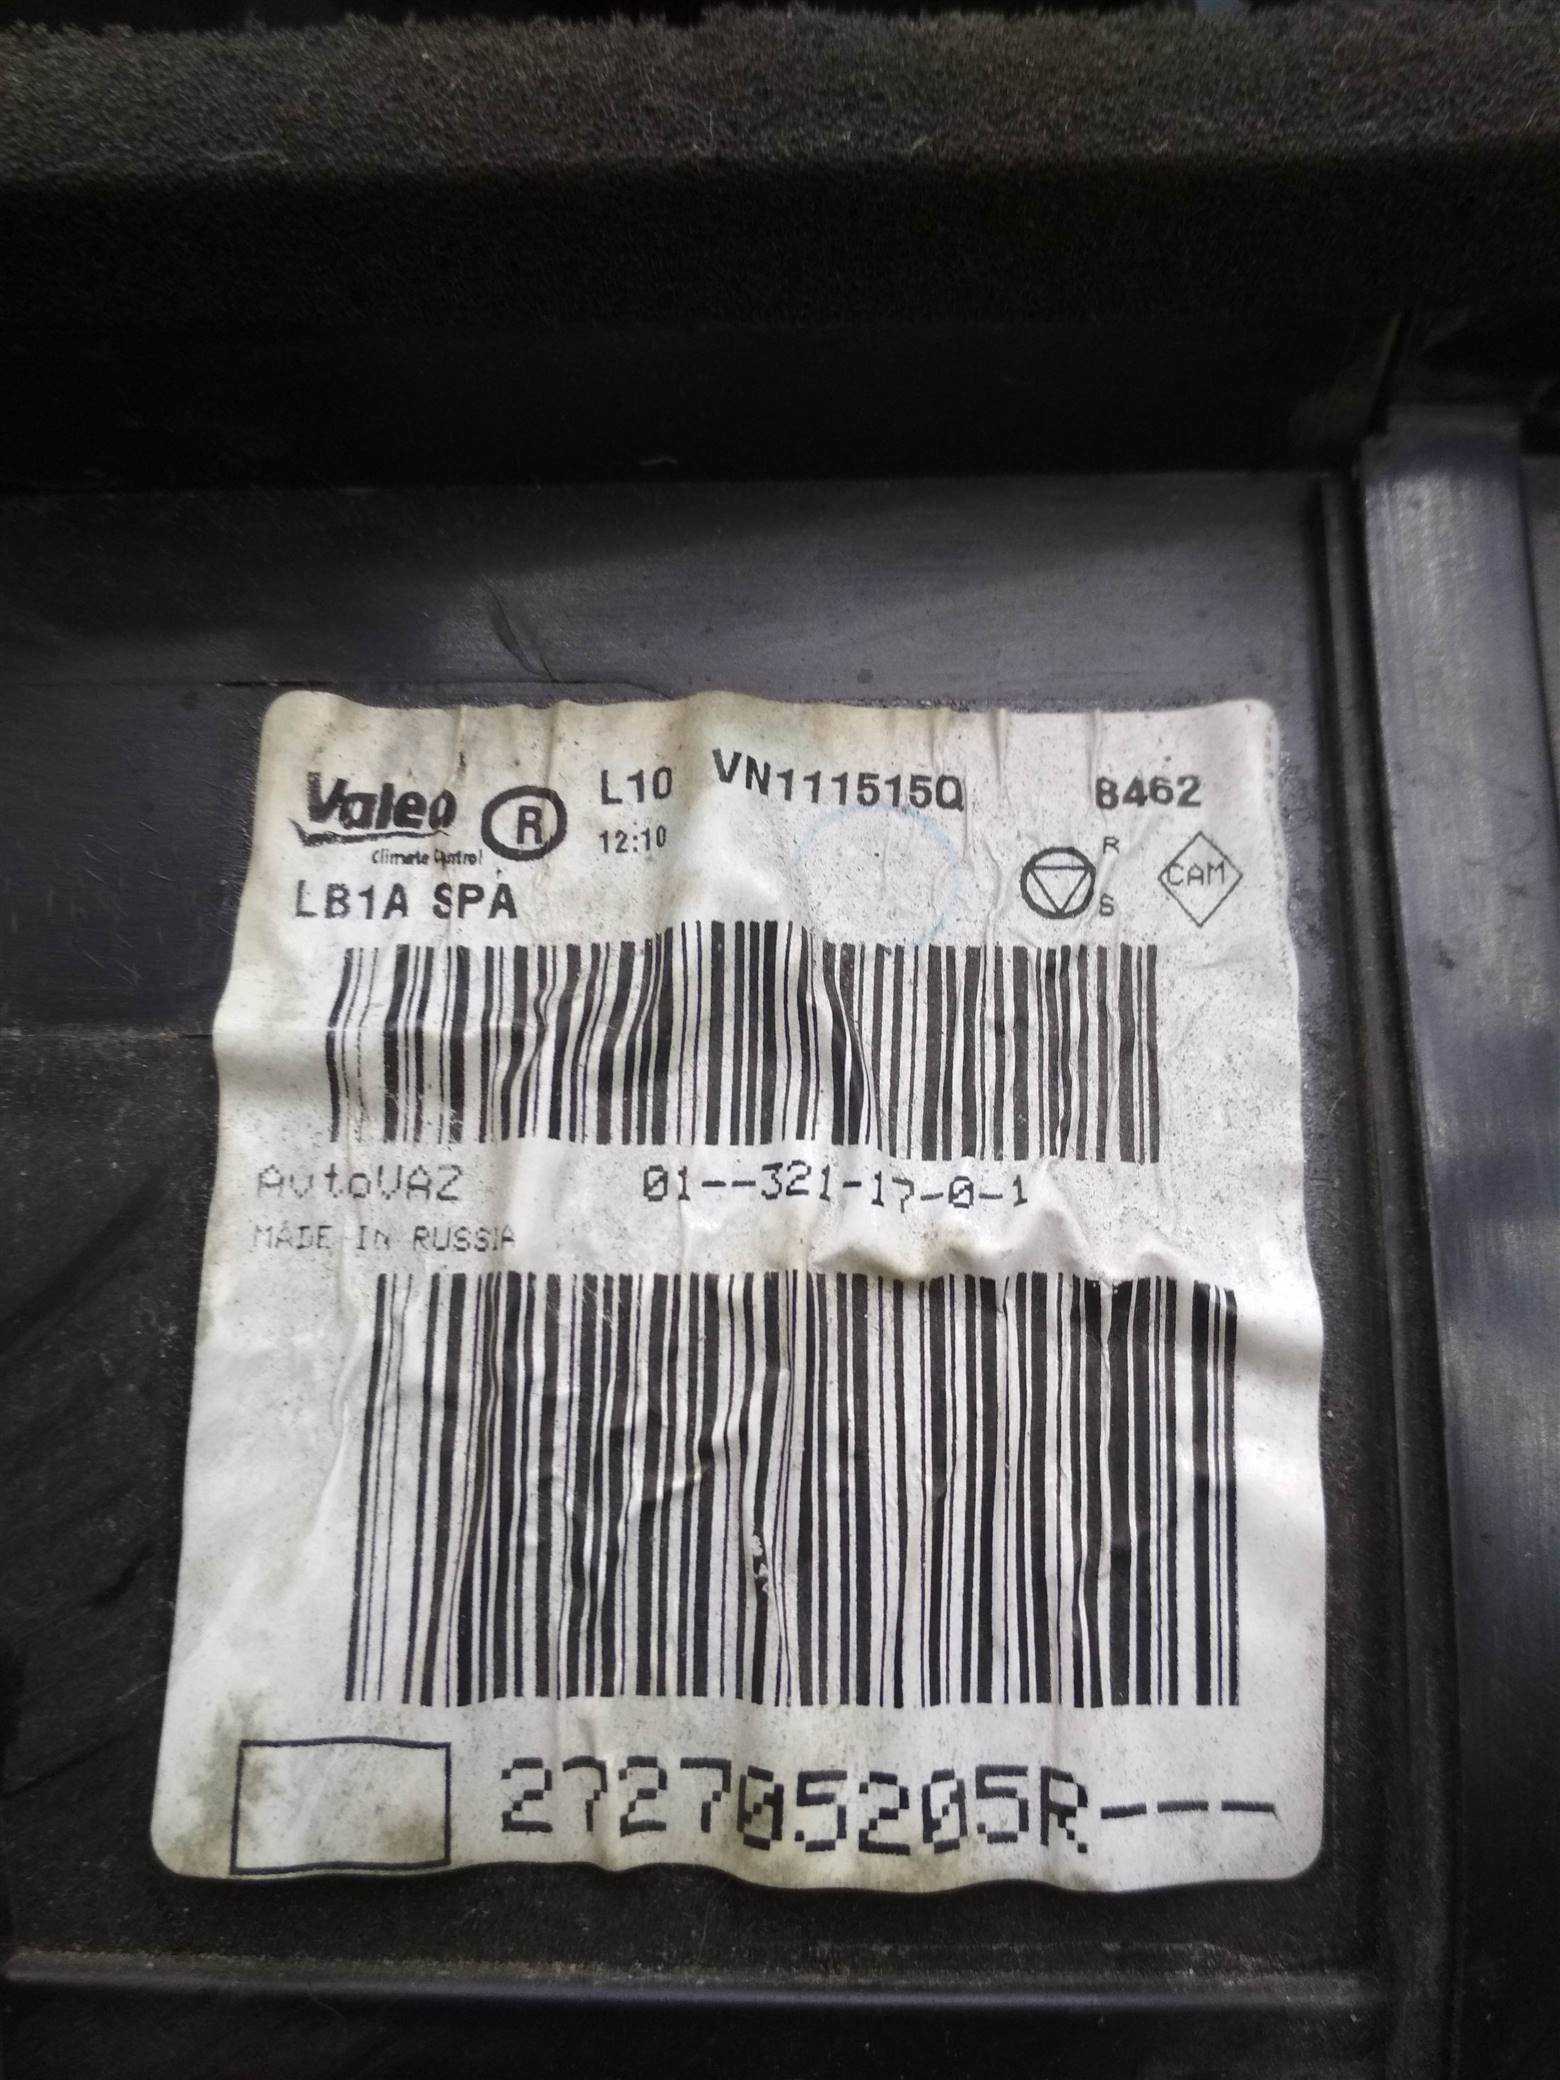 Valeo R L10 VN111515Q 8462
Climate Control 12:10 R
CAM
LB1A SPA S
AvtoVAZ 01--321-17-0-1
MADE IN RUSSIA
272705205R---